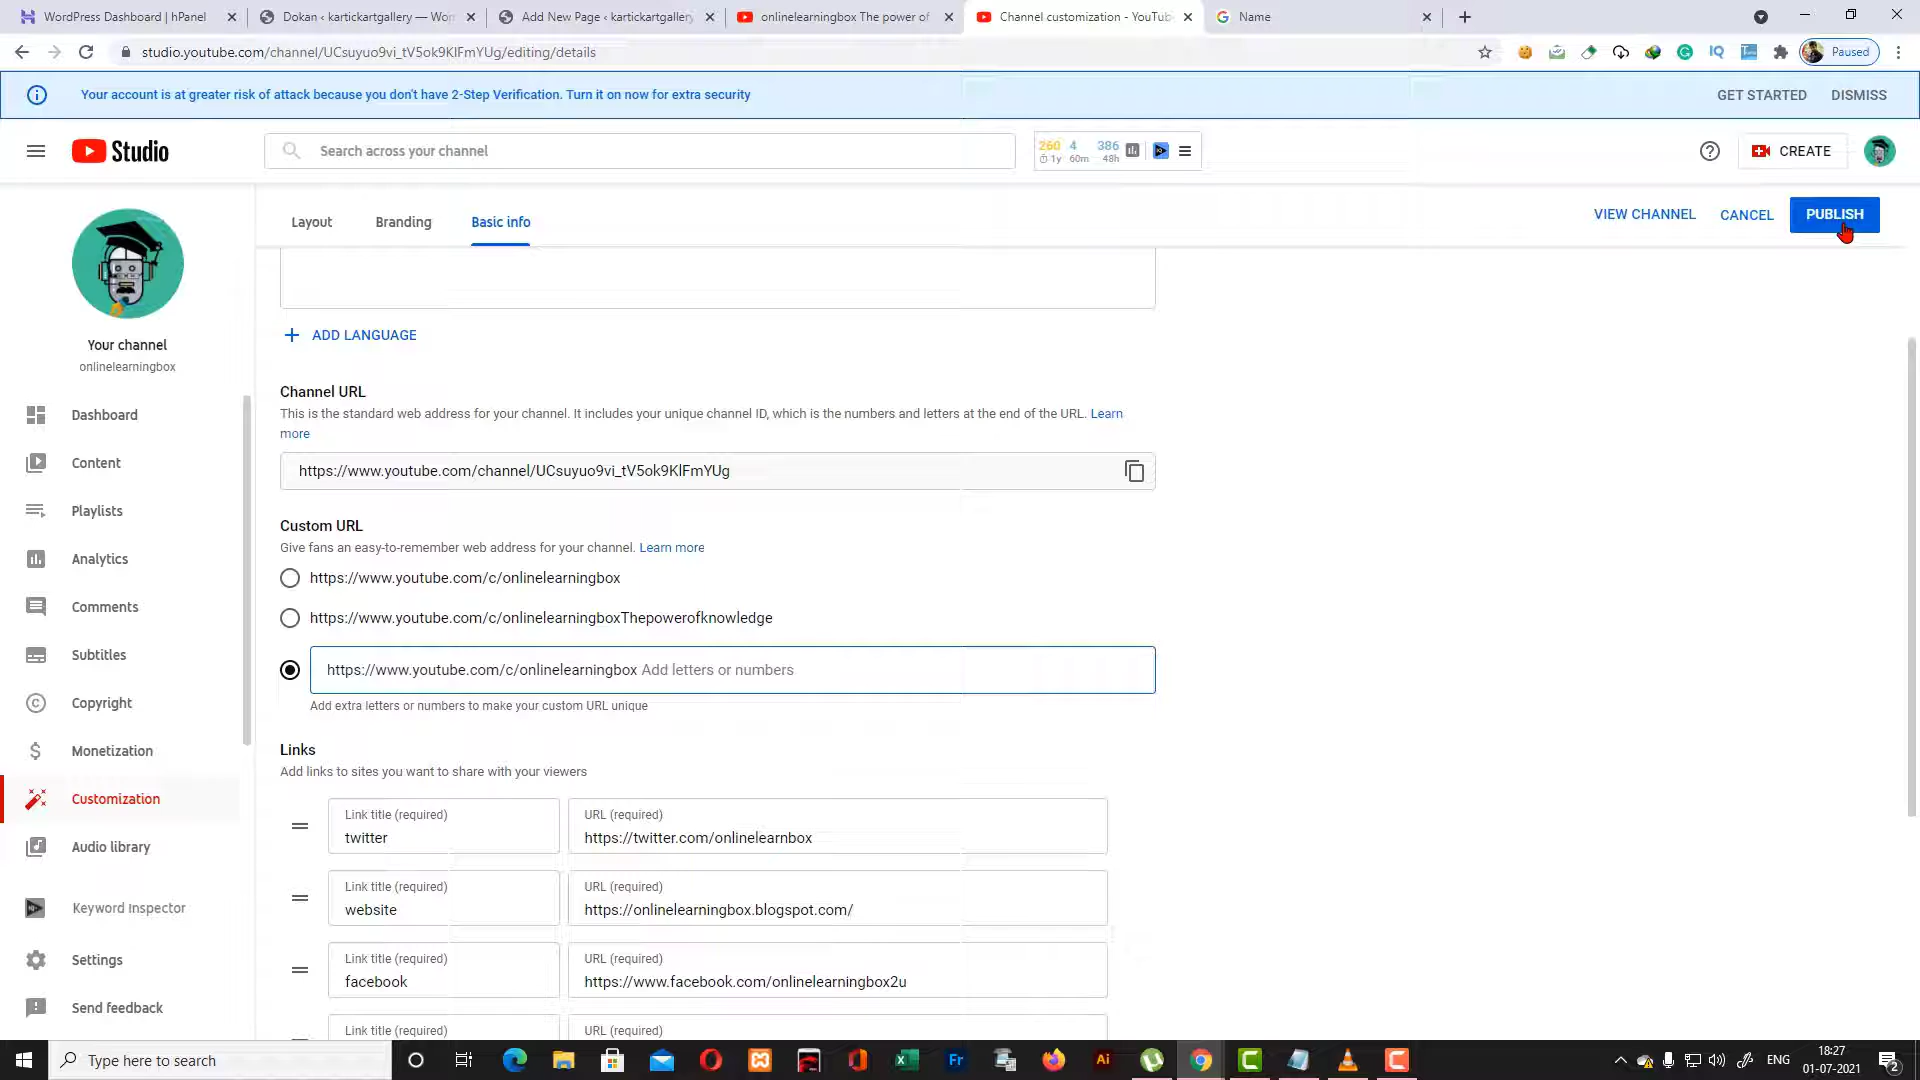 WordPress Dashboard | hPanel
Dokan ‹ kartickartgallery — Wor
Add New Page ‹ kartickartgallery
onlinelearningbox The power of
Channel customization - YouTub
Name
studio.youtube.com/channel/UCsuyuo9vi_tV5ok9KlFmYUg/editing/details
Paused
Your account is at greater risk of attack because you don't have 2-Step Verification. Turn it on now for extra security
GET STARTED
DISMISS
Studio
Search across your channel
260 4 386
1y 60m 48h
CREATE
Layout
Branding
Basic info
VIEW CHANNEL
CANCEL
PUBLISH
Your channel
onlinelearningbox
Dashboard
Content
Playlists
Analytics
Comments
Subtitles
Copyright
Monetization
Customization
Audio library
Keyword Inspector
Settings
Send feedback
ADD LANGUAGE
Channel URL
This is the standard web address for your channel. It includes your unique channel ID, which is the numbers and letters at the end of the URL. Learn
more
https://www.youtube.com/channel/UCsuyuo9vi_tV5ok9KlFmYUg
Custom URL
Give fans an easy-to-remember web address for your channel. Learn more
https://www.youtube.com/c/onlinelearningbox
https://www.youtube.com/c/onlinelearningboxThepowerofknowledge
https://www.youtube.com/c/onlinelearningbox Add letters or numbers
Add extra letters or numbers to make your custom URL unique
Links
Add links to sites you want to share with your viewers
Link title (required)
twitter
URL (required)
https://twitter.com/onlinelearnbox
Link title (required)
website
URL (required)
https://onlinelearningbox.blogspot.com/
Link title (required)
facebook
URL (required)
https://www.facebook.com/onlinelearningbox2u
Link title (required)
URL (required)
Type here to search
Fr
Ai
ENG
18:27
01-07-2021
2